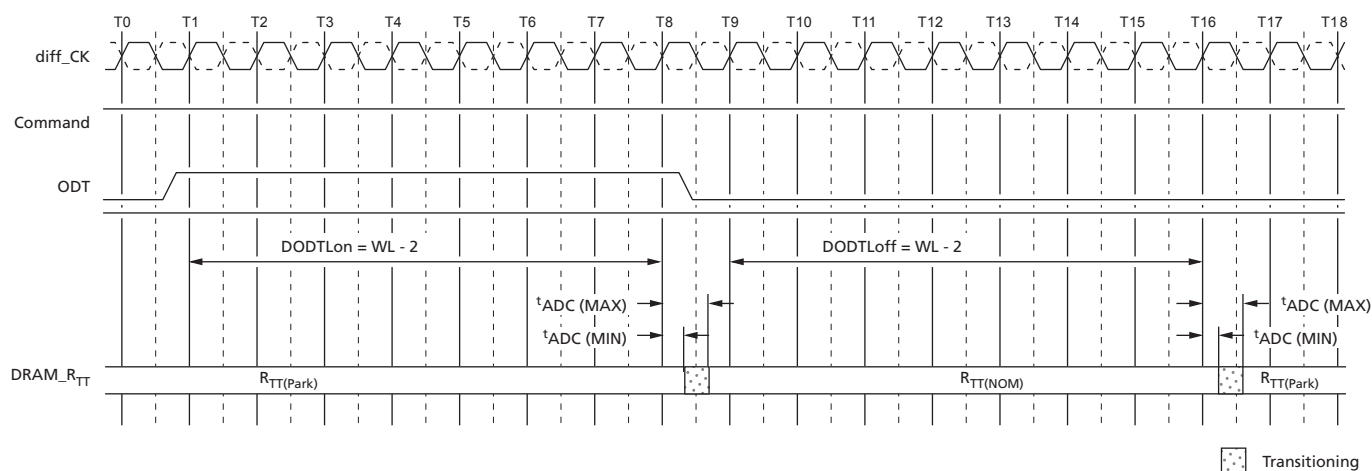 T0 T1 T2 T3 T4 T5 T6 T7 T8 T9 T10 T11 T12 T13 T14 T15 T16 T17 T18
diff_CK
Command
ODT
DODTLon = WL - 2 DODTLoff = WL - 2
tADC (MAX) tADC (MAX)
tADC (MIN) tADC (MIN)
DRAM_RTT RTT(Park) RTT(NOM) RTT(Park)
Transitioning